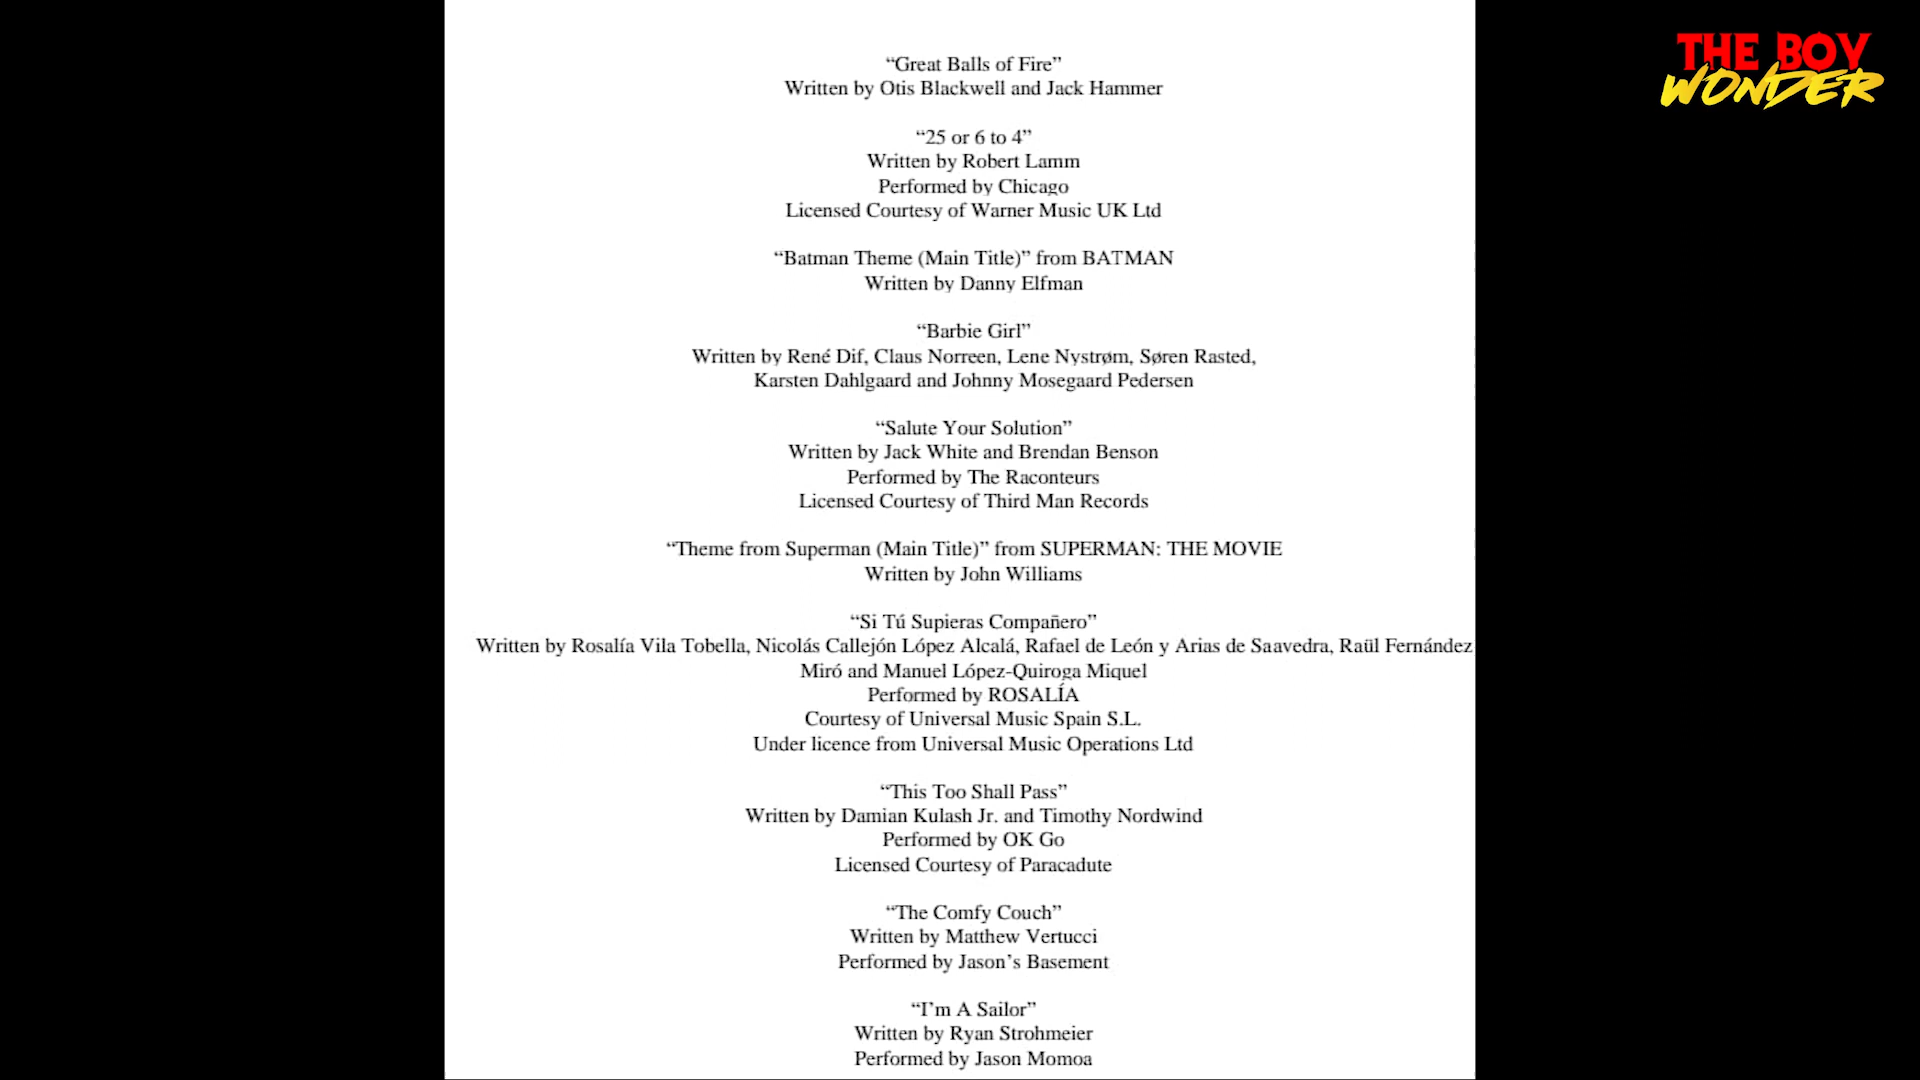 THE BOY
WONDER
“Great Balls of Fire”
Written by Otis Blackwell and Jack Hammer
“25 or 6 to 4”
Written by Robert Lamm
Performed by Chicago
Licensed Courtesy of Warner Music UK Ltd
“Batman Theme (Main Title)” from BATMAN
Written by Danny Elfman
“Barbie Girl”
Written by René Dif, Claus Norreen, Lene Nystrøm, Søren Rasted,
Karsten Dahlgaard and Johnny Mosegaard Pedersen
“Salute Your Solution”
Written by Jack White and Brendan Benson
Performed by The Raconteurs
Licensed Courtesy of Third Man Records
“Theme from Superman (Main Title)” from SUPERMAN: THE MOVIE
Written by John Williams
“Si Tú Supieras Compañero”
Written by Rosalía Vila Tobella, Nicolás Callejón López Alcalá, Rafael de León y Arias de Saavedra, Raül Fernández
Miró and Manuel López-Quiroga Miquel
Performed by ROSALÍA
Courtesy of Universal Music Spain S.L.
Under licence from Universal Music Operations Ltd
“This Too Shall Pass”
Written by Damian Kulash Jr. and Timothy Nordwind
Performed by OK Go
Licensed Courtesy of Paracadute
“The Comfy Couch”
Written by Matthew Vertucci
Performed by Jason’s Basement
“I’m A Sailor”
Written by Ryan Strohmeier
Performed by Jason Momoa